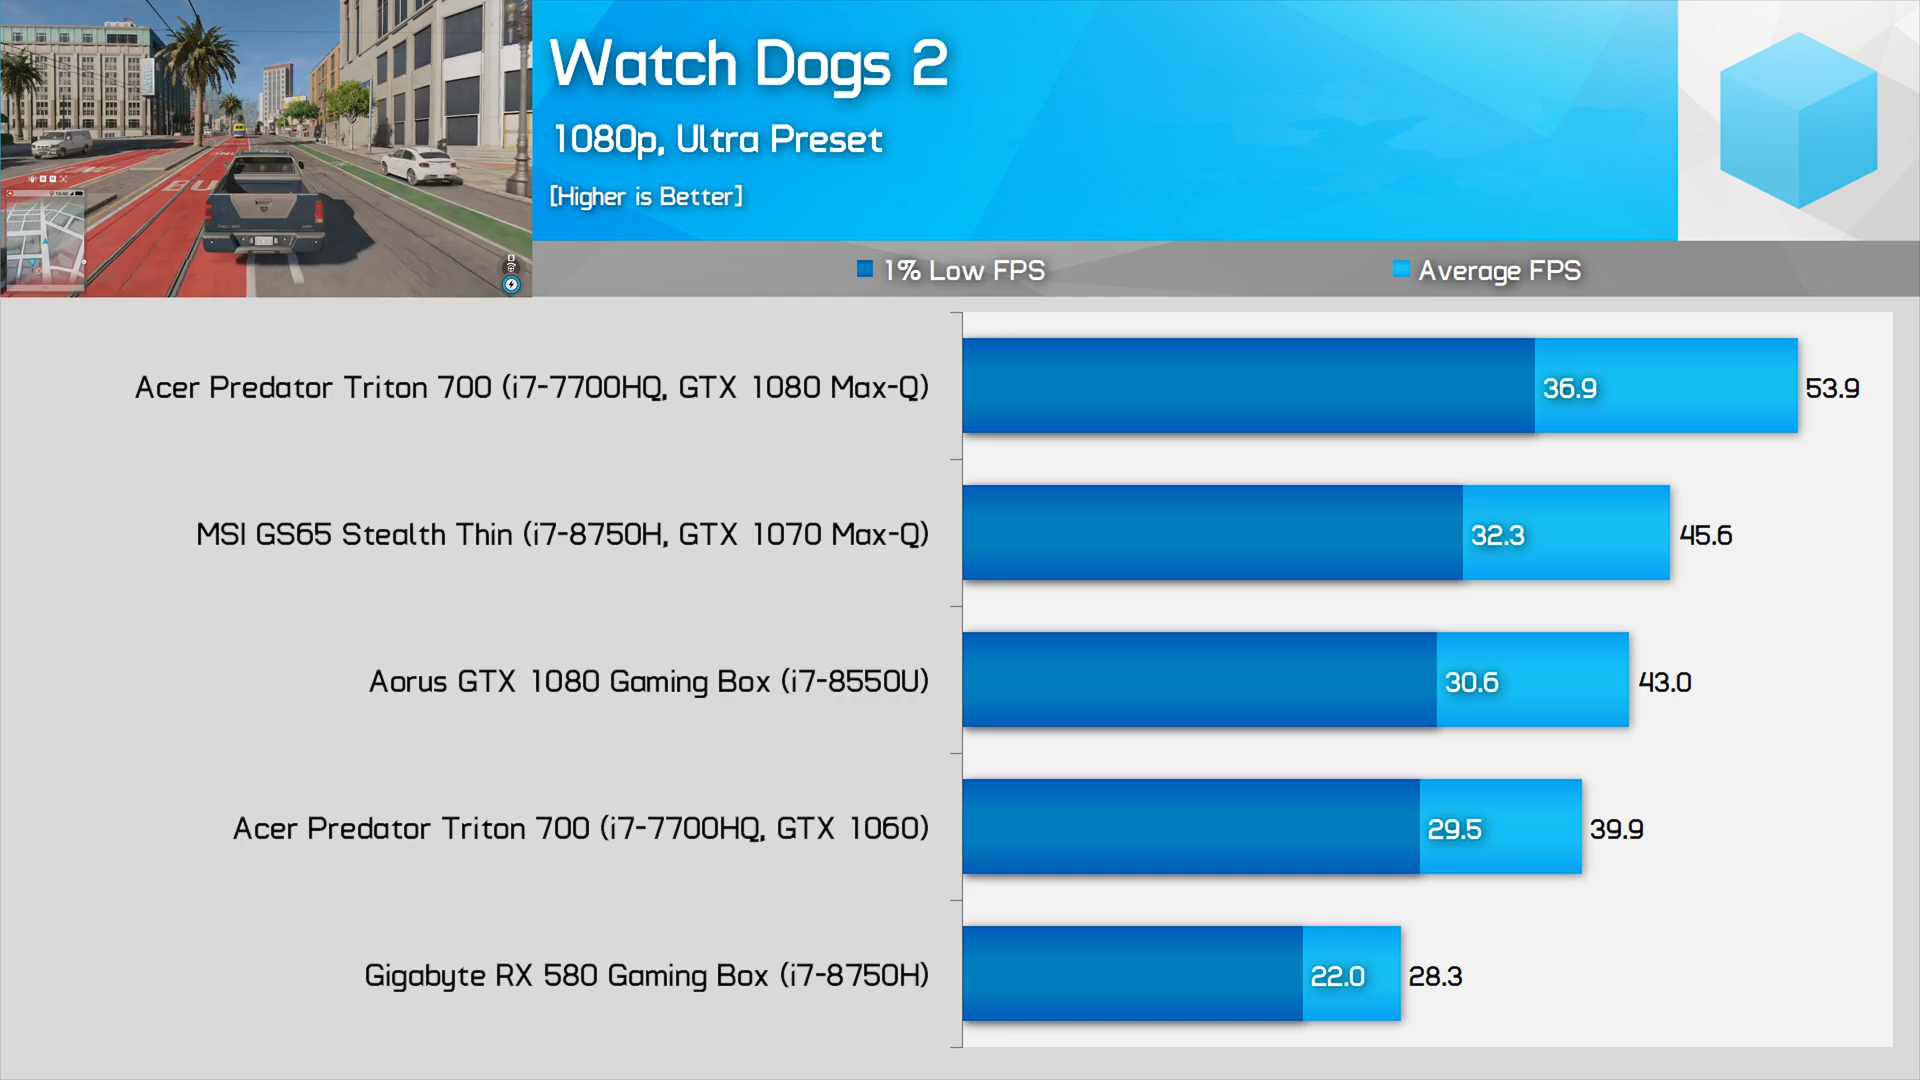 Watch Dogs 2
1080p, Ultra Preset
[Higher is Better]
1% Low FPS
Average FPS
Acer Predator Triton 700 (i7-7700HQ, GTX 1080 Max-Q)
36.9
53.9
MSI GS65 Stealth Thin (i7-8750H, GTX 1070 Max-Q)
32.3
45.6
Aorus GTX 1080 Gaming Box (i7-8550U)
30.6
43.0
Acer Predator Triton 700 (i7-7700HQ, GTX 1060)
29.5
39.9
Gigabyte RX 580 Gaming Box (i7-8750H)
22.0
28.3